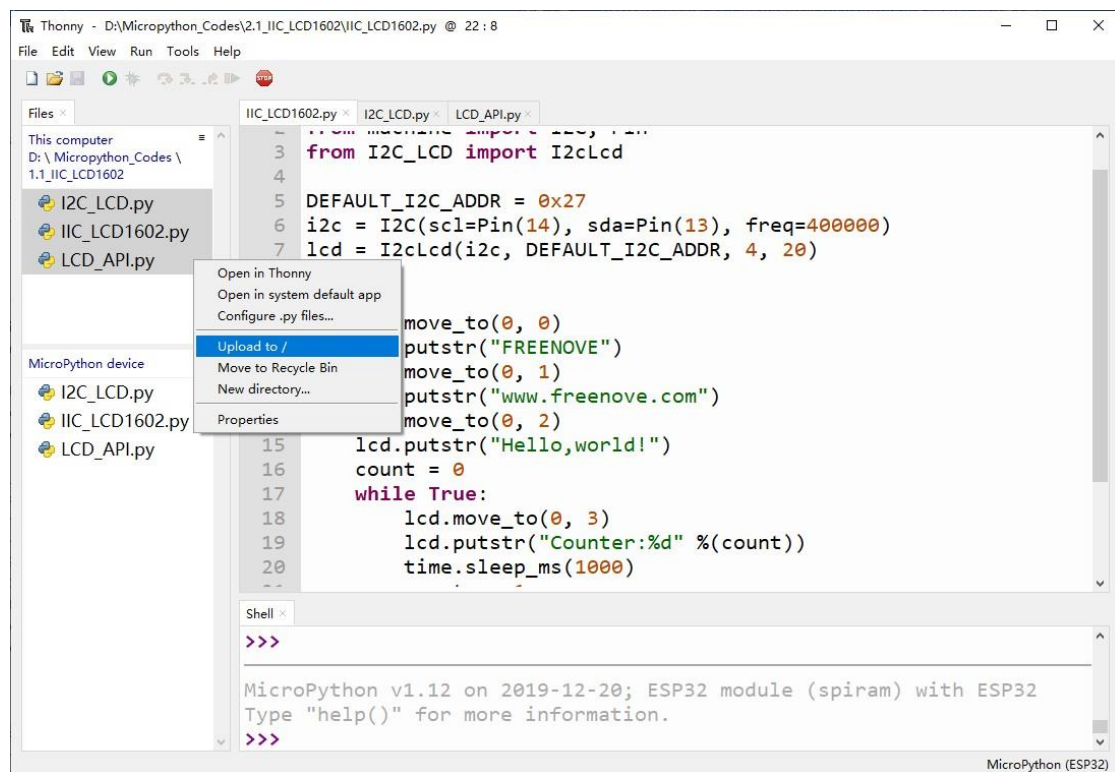 Thonny - D:\Micropython_Codes\2.1_IIC_LCD1602\IIC_LCD1602.py @ 22 : 8
File Edit View Run Tools Help
Files
This computer
D: \ Micropython_Codes \
1.1_IIC_LCD1602
I2C_LCD.py
IIC_LCD1602.py
LCD_API.py
Open in Thonny
Open in system default app
Configure .py files...
Upload to /
Move to Recycle Bin
New directory...
Properties
MicroPython device
I2C_LCD.py
IIC_LCD1602.py
LCD_API.py
IIC_LCD1602.py I2C_LCD.py LCD_API.py
3 from I2C_LCD import I2cLcd
4
5 DEFAULT_I2C_ADDR = 0x27
6 i2c = I2C(scl=Pin(14), sda=Pin(13), freq=400000)
7 lcd = I2cLcd(i2c, DEFAULT_I2C_ADDR, 4, 20)
move_to(0, 0)
putstr("FREENOVE")
move_to(0, 1)
putstr("www.freenove.com")
move_to(0, 2)
15 lcd.putstr("Hello,world!")
16 count = 0
17 while True:
18 lcd.move_to(0, 3)
19 lcd.putstr("Counter:%d" %(count))
20 time.sleep_ms(1000)
Shell
>>>
MicroPython v1.12 on 2019-12-20; ESP32 module (spiram) with ESP32
Type "help()" for more information.
>>>
MicroPython (ESP32)